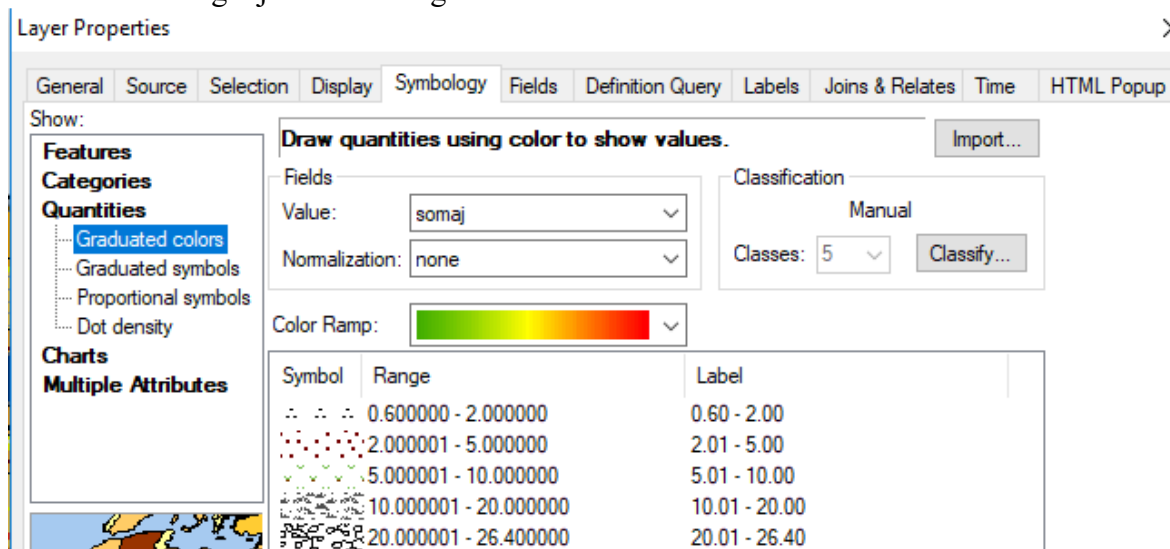 Layer Properties
General Source Selection Display Symbology Fields Definition Query Labels Joins & Relates Time HTML Popup
Show:
Features
Categories
Quantities
Graduated colors
Graduated symbols
Proportional symbols
Dot density
Charts
Multiple Attributes
Draw quantities using color to show values.
Import...
Fields
Value: somaj
Normalization: none
Classification
Manual
Classes: 5 Classify...
Color Ramp:
Symbol Range Label
0.600000 - 2.000000 0.60 - 2.00
2.000001 - 5.000000 2.01 - 5.00
5.000001 - 10.000000 5.01 - 10.00
10.000001 - 20.000000 10.01 - 20.00
20.000001 - 26.400000 20.01 - 26.40